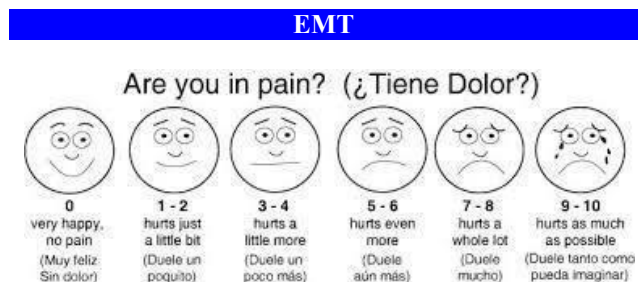 EMT
Are you in pain? (¿Tiene Dolor?)
0 1 - 2 3 - 4 5 - 6 7 - 8 9 - 10
very happy, hurts just hurts a hurts even hurts a hurts as much
no pain a little bit little more more whole lot as possible
(Muy feliz (Duele un (Duele un (Duele (Duele (Duele tanto como
Sin dolor) poquito) poco más) aún más) mucho) pueda imaginar)